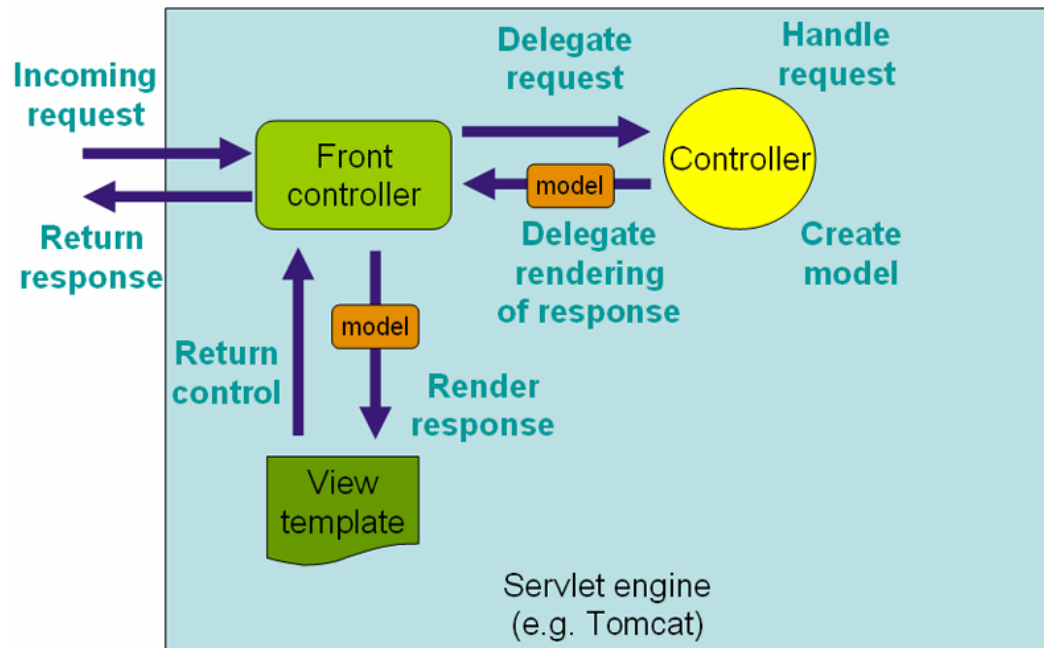 Incoming
request
Return
response
Front
controller
Delegate
request
Handle
request
Controller
model
Delegate
rendering
of response
Create
model
model
Return
control
Render
response
View
template
Servlet engine
(e.g. Tomcat)